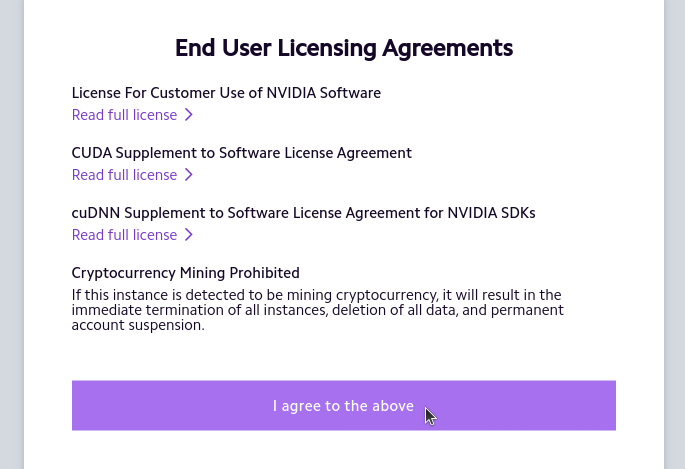 End User Licensing Agreements
License For Customer Use of NVIDIA Software
Read full license
CUDA Supplement to Software License Agreement
Read full license
cuDNN Supplement to Software License Agreement for NVIDIA SDKs
Read full license
Cryptocurrency Mining Prohibited
If this instance is detected to be mining cryptocurrency, it will result in the
immediate termination of all instances, deletion of all data, and permanent
account suspension.
I agree to the above